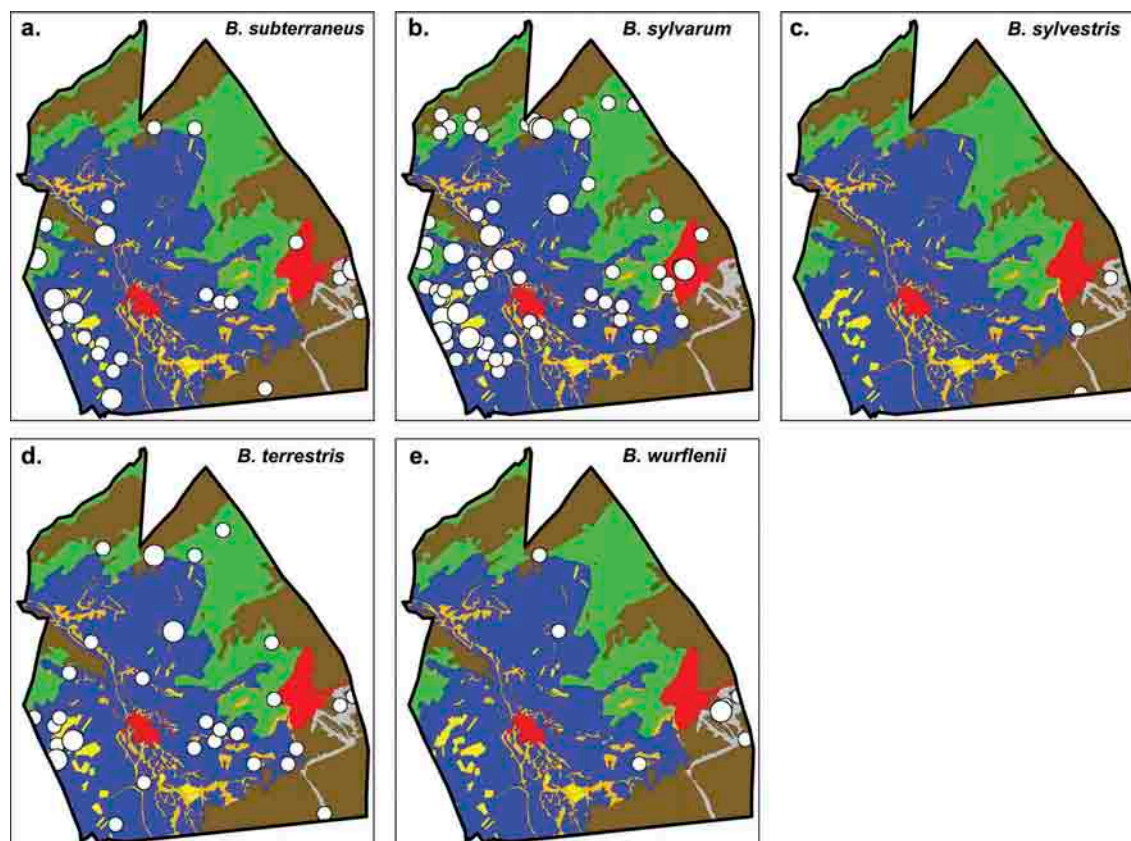 a. B. subterraneus
b. B. sylvarum
c. B. sylvestris
d. B. terrestris
e. B. wurflenii